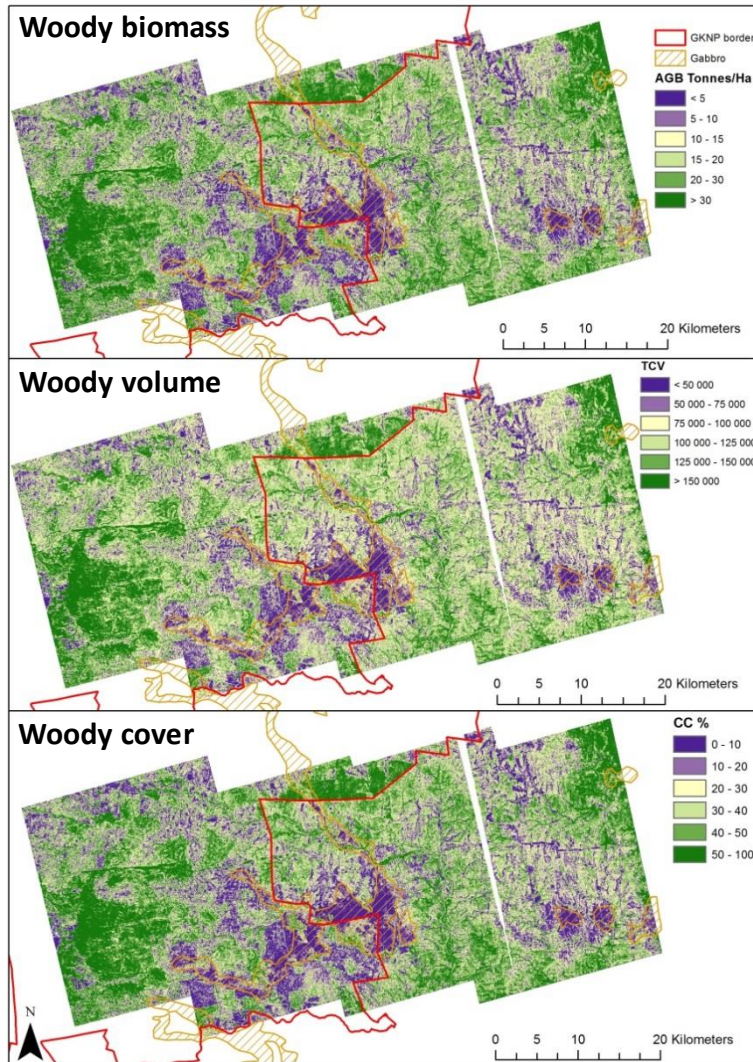 Woody biomass
GKNP border
Gabbro
AGB Tonnes/Ha
< 5
5 - 10
10 - 15
15 - 20
20 - 30
> 30
0 5 10 20 Kilometers
Woody volume
TCV
< 50 000
50 000 - 75 000
75 000 - 100 000
100 000 - 125 000
125 000 - 150 000
> 150 000
0 5 10 20 Kilometers
Woody cover
CC %
0 - 10
10 - 20
20 - 30
30 - 40
40 - 50
50 - 100
N
0 5 10 20 Kilometers